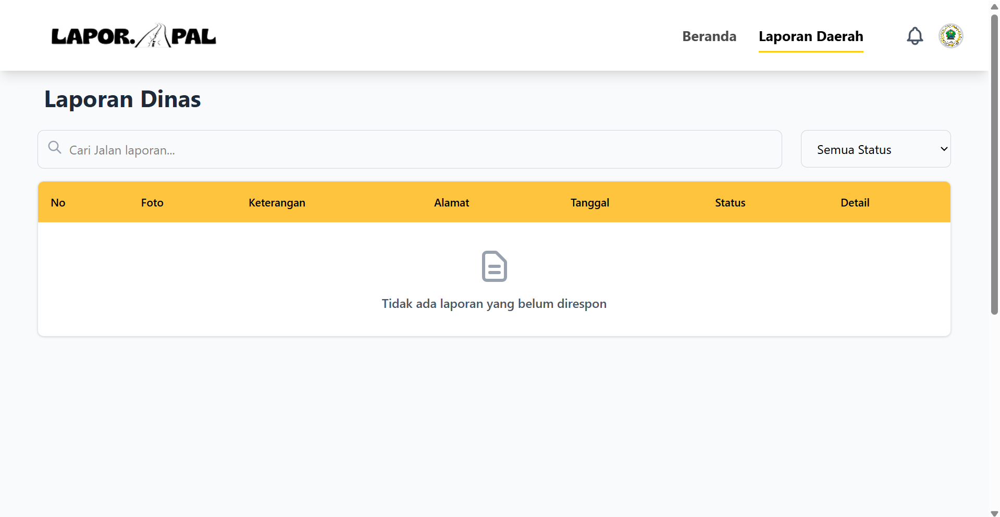 LAPOR. PAL
Beranda
Laporan Daerah
Laporan Dinas
Cari Jalan laporan...
Semua Status
No Foto Keterangan Alamat Tanggal Status Detail
Tidak ada laporan yang belum direspon